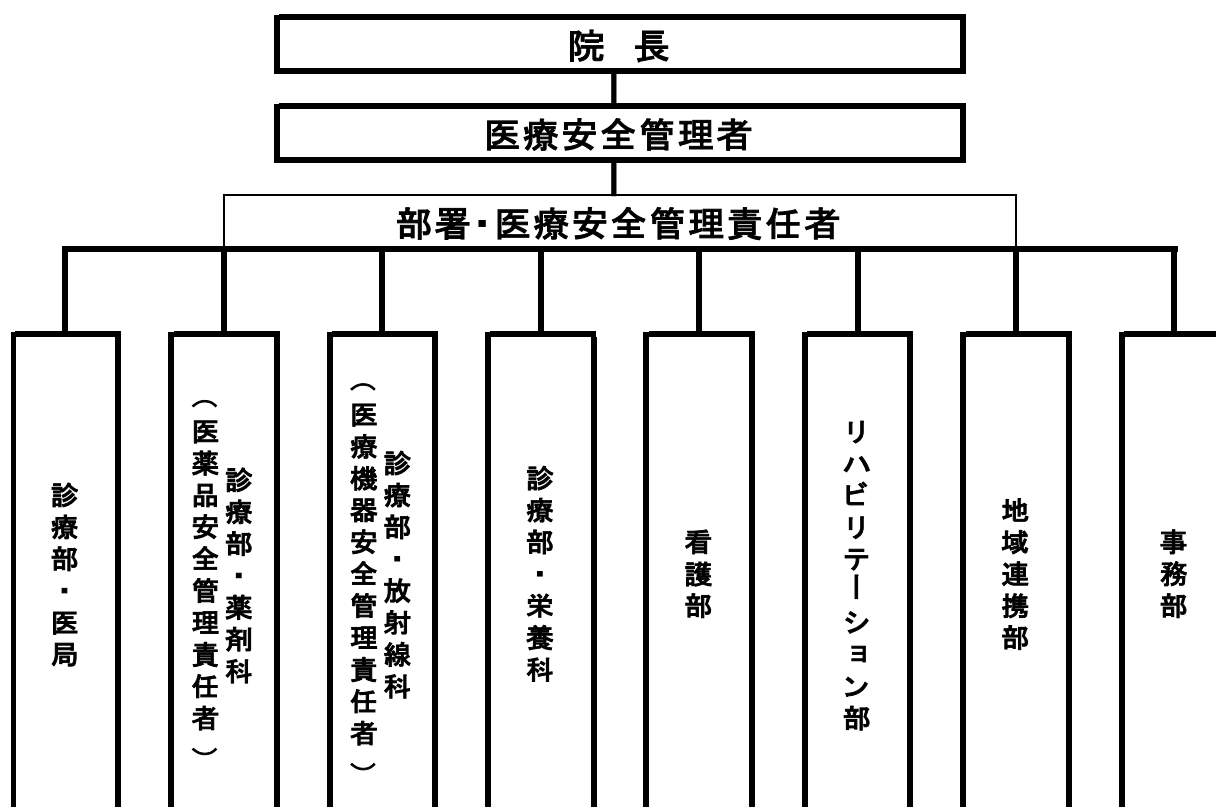 院　長
医療安全管理者
部署・医療安全管理責任者
診療部・医局
診療部・薬剤科
（医薬品安全管理責任者）
診療部・放射線科
（医療機器安全管理責任者）
診療部・栄養科
看護部
リハビリテーション部
地域連携部
事務部